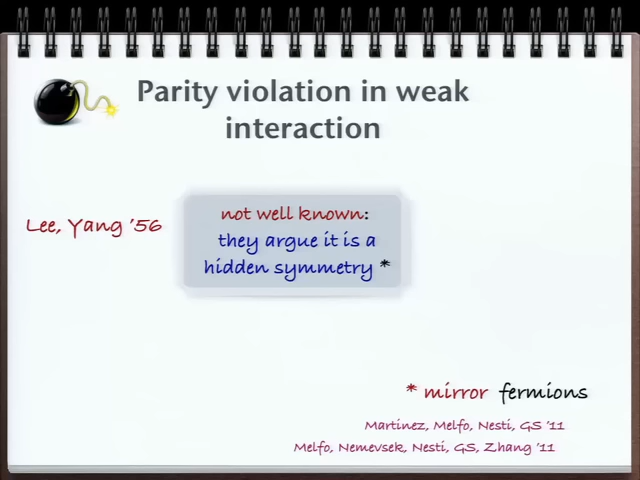 Parity violation in weak
interaction
Lee, Yang '56
not well known:
they argue it is a
hidden symmetry *
* mirror fermions
Martinez, Melfo, Nesti, GS '11
Melfo, Nemevsek, Nesti, GS, Zhang '11